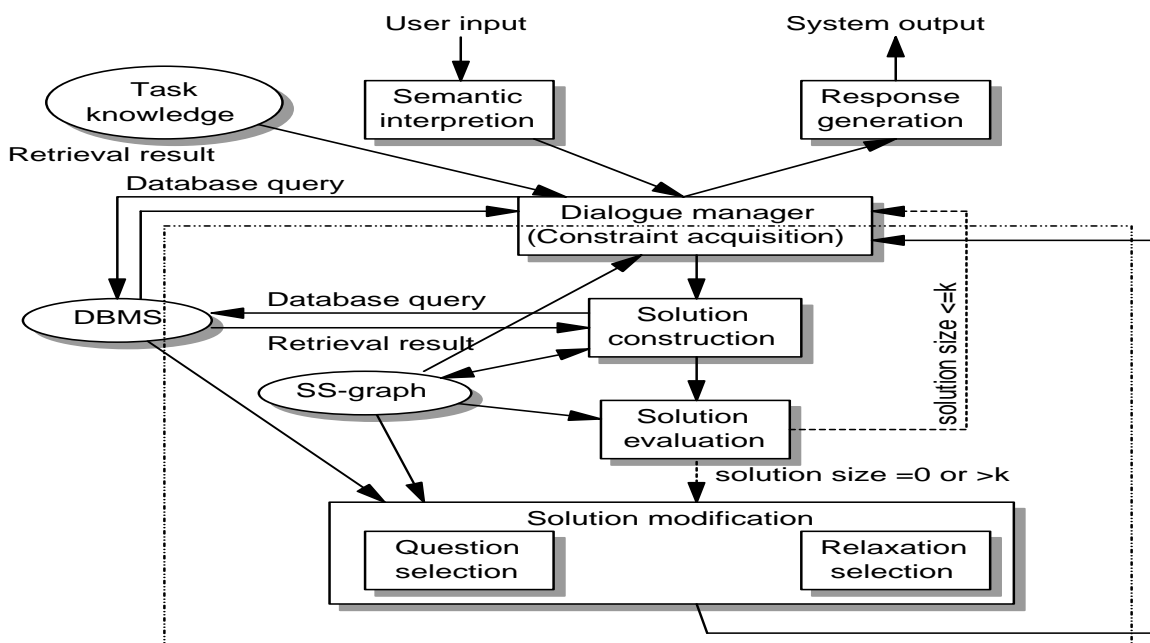 User input
System output
Task
knowledge
Semantic
interpretion
Response
generation
Retrieval result
Database query
Dialogue manager
(Constraint acquisition)
DBMS
Database query
Solution
construction
Retrieval result
solution size <=k
SS-graph
Solution
evaluation
solution size =0 or >k
Solution modification
Question
selection
Relaxation
selection